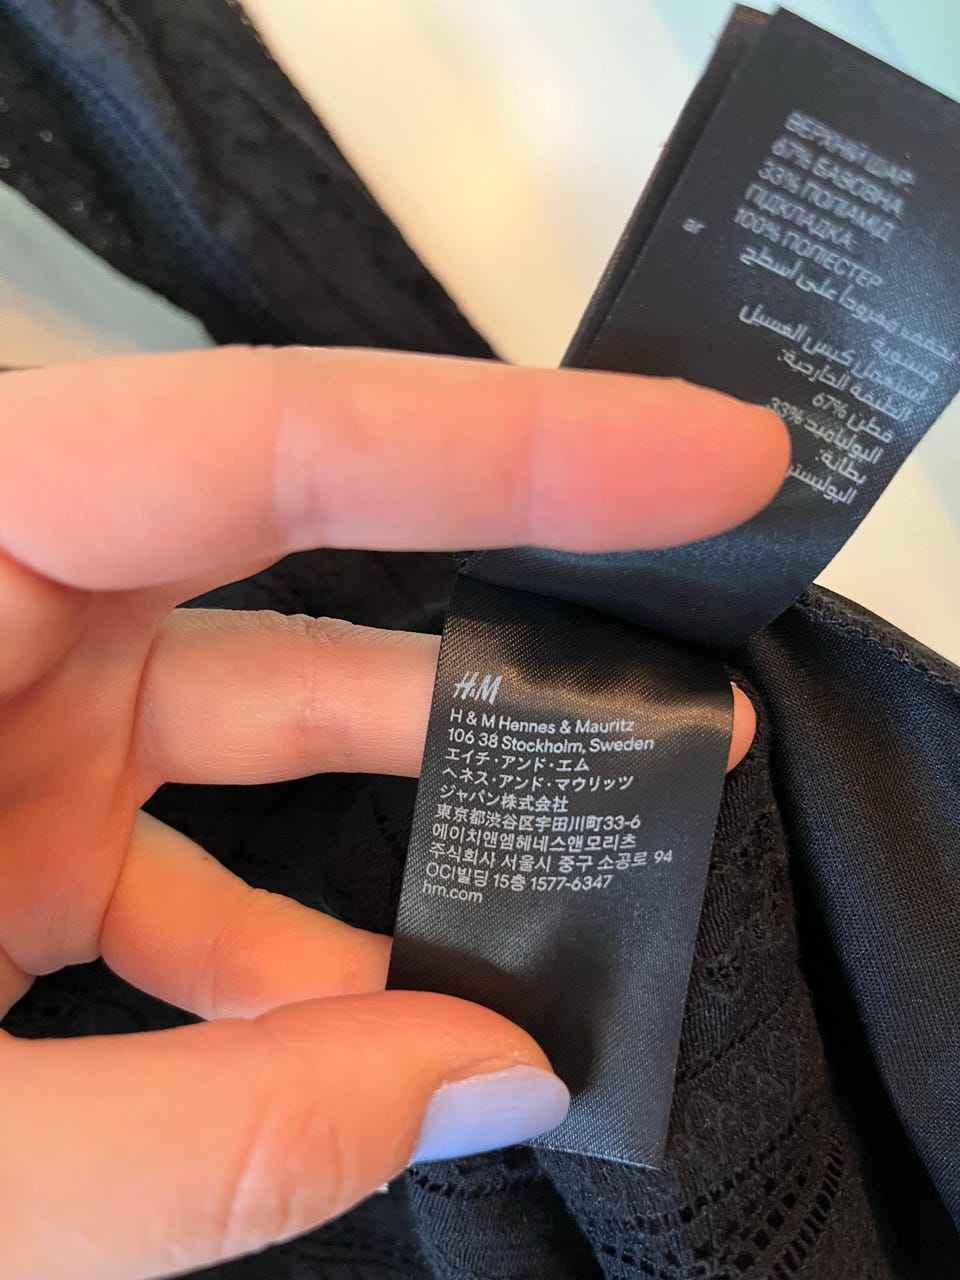 ВЕРХНІЙ ШАР
67% БАВОВНА
33% ПОЛІАМІД
ПІДКЛАДКА
100% ПОЛІЕСТЕР
ar
مفروداً على أسطح
مستوية
استعمل كيس الغسيل
الطبقة الخارجية:
قطن 67%
البولياميد 33%
بطانة:
البوليستر
H&M
H & M Hennes & Mauritz
106 38 Stockholm, Sweden
エイチ・アンド・エム
ヘネス・アンド・マウリッツ
ジャパン株式会社
東京都渋谷区宇田川町33-6
에이치앤엠헤네스앤모리츠
주식회사 서울시 중구 소공로 94
OCI빌딩 15층 1577-6347
hm.com